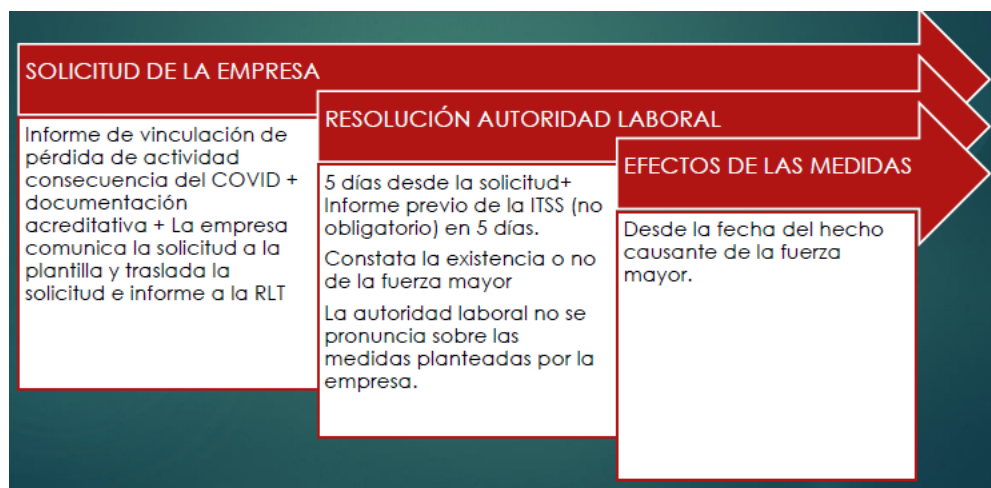 SOLICITUD DE LA EMPRESA
Informe de vinculación de
pérdida de actividad
consecuencia del COVID +
documentación
acreditativa + La empresa
comunica la solicitud a la
plantilla y traslada la
solicitud e informe a la RLT
RESOLUCIÓN AUTORIDAD LABORAL
5 días desde la solicitud+
Informe previo de la ITSS (no
obligatorio) en 5 días.
Constata la existencia o no
de la fuerza mayor
La autoridad laboral no se
pronuncia sobre las
medidas planteadas por la
empresa.
EFECTOS DE LAS MEDIDAS
Desde la fecha del hecho
causante de la fuerza
mayor.